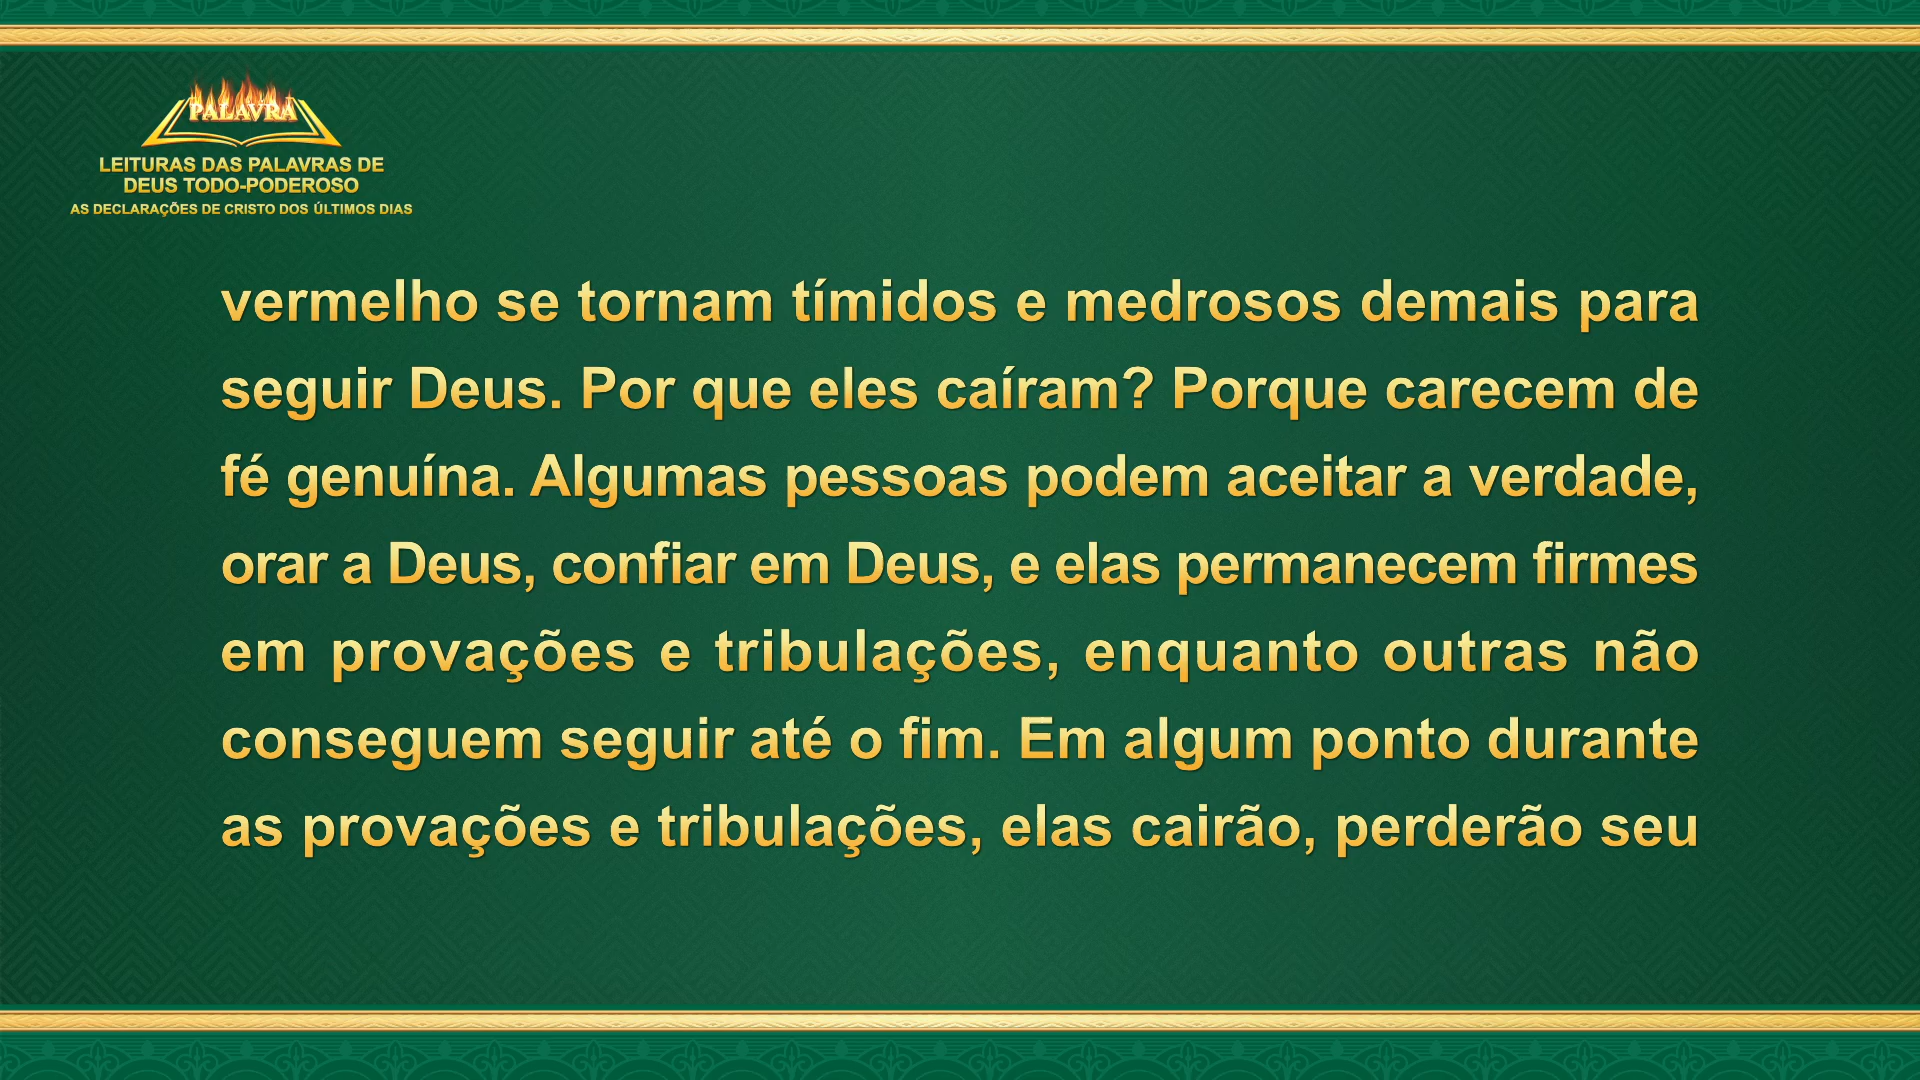 PALAVRA
LEITURAS DAS PALAVRAS DE
DEUS TODO-PODEROSO
AS DECLARAÇÕES DE CRISTO DOS ÚLTIMOS DIAS
vermelho se tornam tímidos e medrosos demais para
seguir Deus. Por que eles caíram? Porque carecem de
fé genuína. Algumas pessoas podem aceitar a verdade,
orar a Deus, confiar em Deus, e elas permanecem firmes
em provações e tribulações, enquanto outras não
conseguem seguir até o fim. Em algum ponto durante
as provações e tribulações, elas cairão, perderão seu